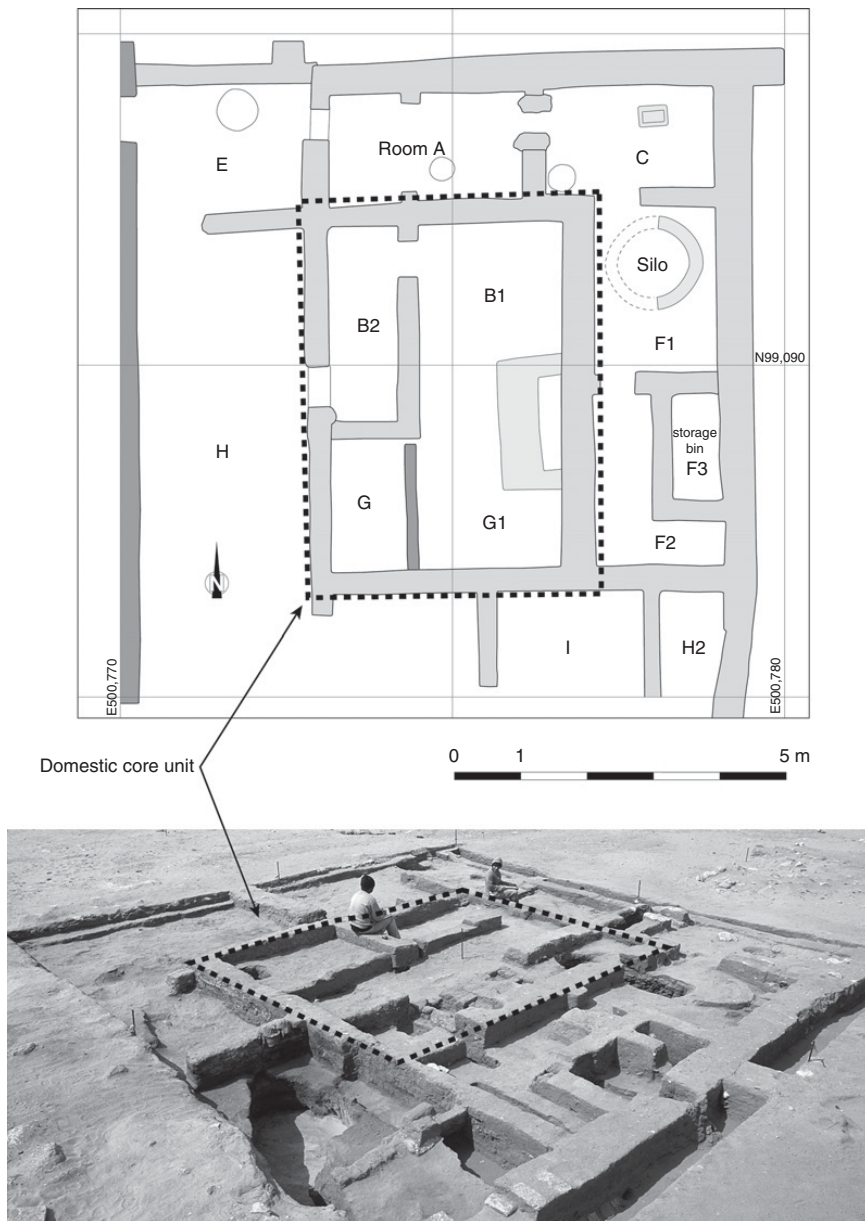 Room A
E
C
Silo
B1
B2
F1
N99,090
storage
bin
F3
H
G
G1
F2
N
I
H2
E500,770
E500,780
Domestic core unit
0 1 5 m